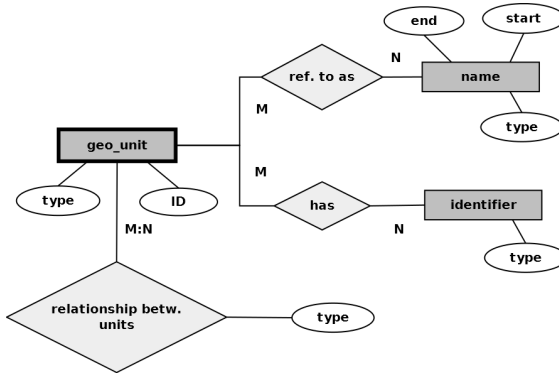 end
start
N
ref. to as
name
M
type
geo_unit
M
type
ID
has
identifier
N
M:N
type
relationship betw.
units
type